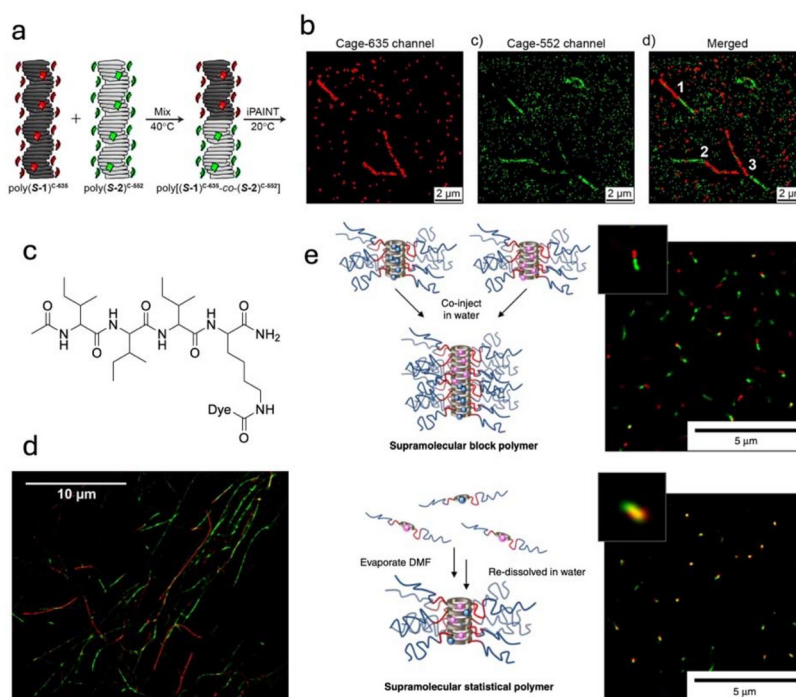 a
Mix
40°C
iPAINT
20°C
+
poly(S-1)C-635
poly(S-2)C-552
poly[(S-1)C-635-co-(S-2)C-552]
b
Cage-635 channel
2 µm
c)
Cage-552 channel
2 µm
d)
Merged
1
2
3
2 µm
c
O
N
H
O
H
N
O
N
H
O
H
N
O
NH2
Dye
NH
O
d
10 µm
e
Co-inject
in water
Supramolecular block polymer
5 µm
Evaporate DMF
Re-dissolved in water
Supramolecular statistical polymer
5 µm